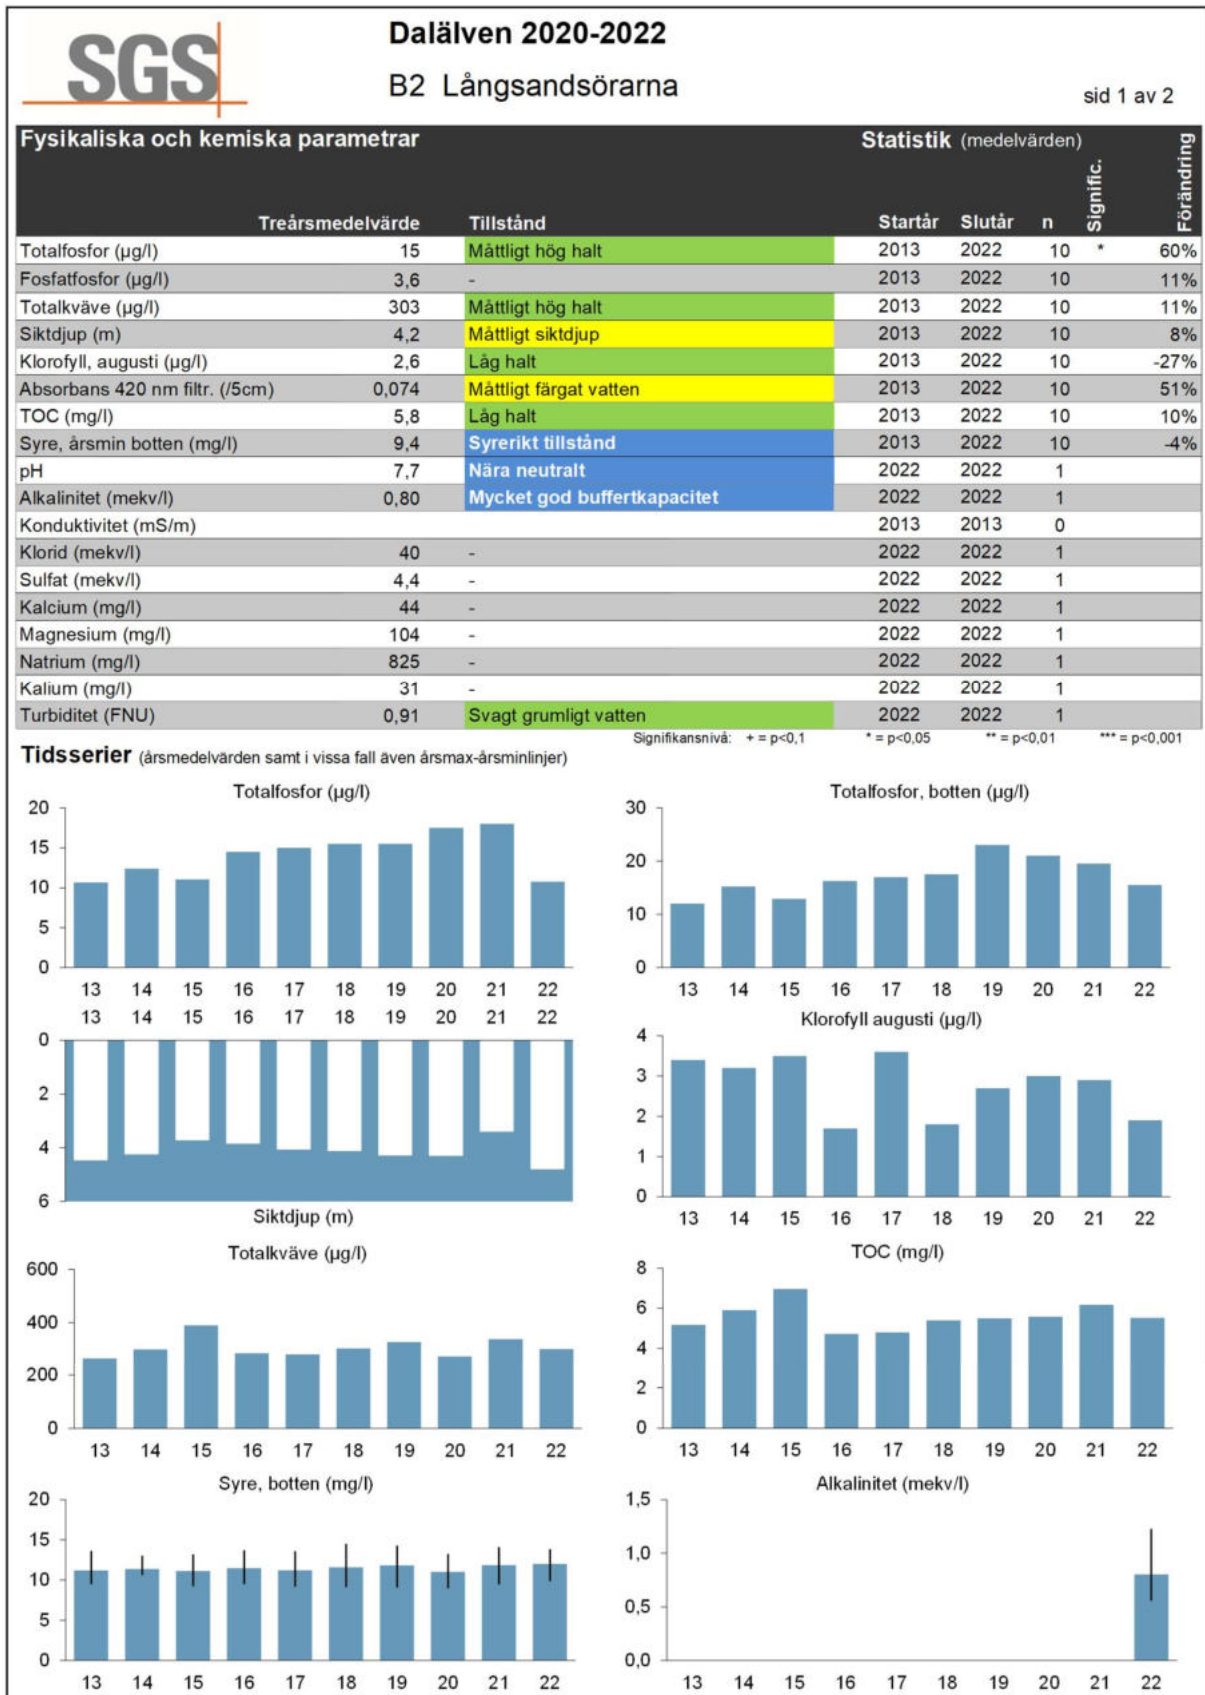 SGS
Dalälven 2020-2022
B2 Långsandsörarna
sid 1 av 2
Fysikaliska och kemiska parametrar Statistik (medelvärden)
Treårsmedelvärde Tillstånd Startår Slutår n Signific. Förändring
Totalfosfor (µg/l) 15 Måttligt hög halt 2013 2022 10 * 60%
Fosfatfosfor (µg/l) 3,6 - 2013 2022 10 11%
Totalkväve (µg/l) 303 Måttligt hög halt 2013 2022 10 11%
Siktdjup (m) 4,2 Måttligt siktdjup 2013 2022 10 8%
Klorofyll, augusti (µg/l) 2,6 Låg halt 2013 2022 10 -27%
Absorbans 420 nm filtr. (/5cm) 0,074 Måttligt färgat vatten 2013 2022 10 51%
TOC (mg/l) 5,8 Låg halt 2013 2022 10 10%
Syre, årsmin botten (mg/l) 9,4 Syrerikt tillstånd 2013 2022 10 -4%
pH 7,7 Nära neutralt 2022 2022 1
Alkalinitet (mekv/l) 0,80 Mycket god buffertkapacitet 2022 2022 1
Konduktivitet (mS/m) 2013 2013 0
Klorid (mekv/l) 40 - 2022 2022 1
Sulfat (mekv/l) 4,4 - 2022 2022 1
Kalcium (mg/l) 44 - 2022 2022 1
Magnesium (mg/l) 104 - 2022 2022 1
Natrium (mg/l) 825 - 2022 2022 1
Kalium (mg/l) 31 - 2022 2022 1
Turbiditet (FNU) 0,91 Svagt grumligt vatten 2022 2022 1
Signifikansnivå: + = p<0,1 * = p<0,05 ** = p<0,01 *** = p<0,001
Tidsserier (årsmedelvärden samt i vissa fall även årsmax-årsminlinjer)
Totalfosfor (µg/l)
20
15
10
5
0
13 14 15 16 17 18 19 20 21 22
Totalfosfor, botten (µg/l)
30
20
10
0
13 14 15 16 17 18 19 20 21 22
13 14 15 16 17 18 19 20 21 22
0
2
4
6
Siktdjup (m)
Klorofyll augusti (µg/l)
4
3
2
1
0
13 14 15 16 17 18 19 20 21 22
Totalkväve (µg/l)
600
400
200
0
13 14 15 16 17 18 19 20 21 22
TOC (mg/l)
8
6
4
2
0
13 14 15 16 17 18 19 20 21 22
Syre, botten (mg/l)
20
15
10
5
0
13 14 15 16 17 18 19 20 21 22
Alkalinitet (mekv/l)
1,5
1,0
0,5
0,0
13 14 15 16 17 18 19 20 21 22